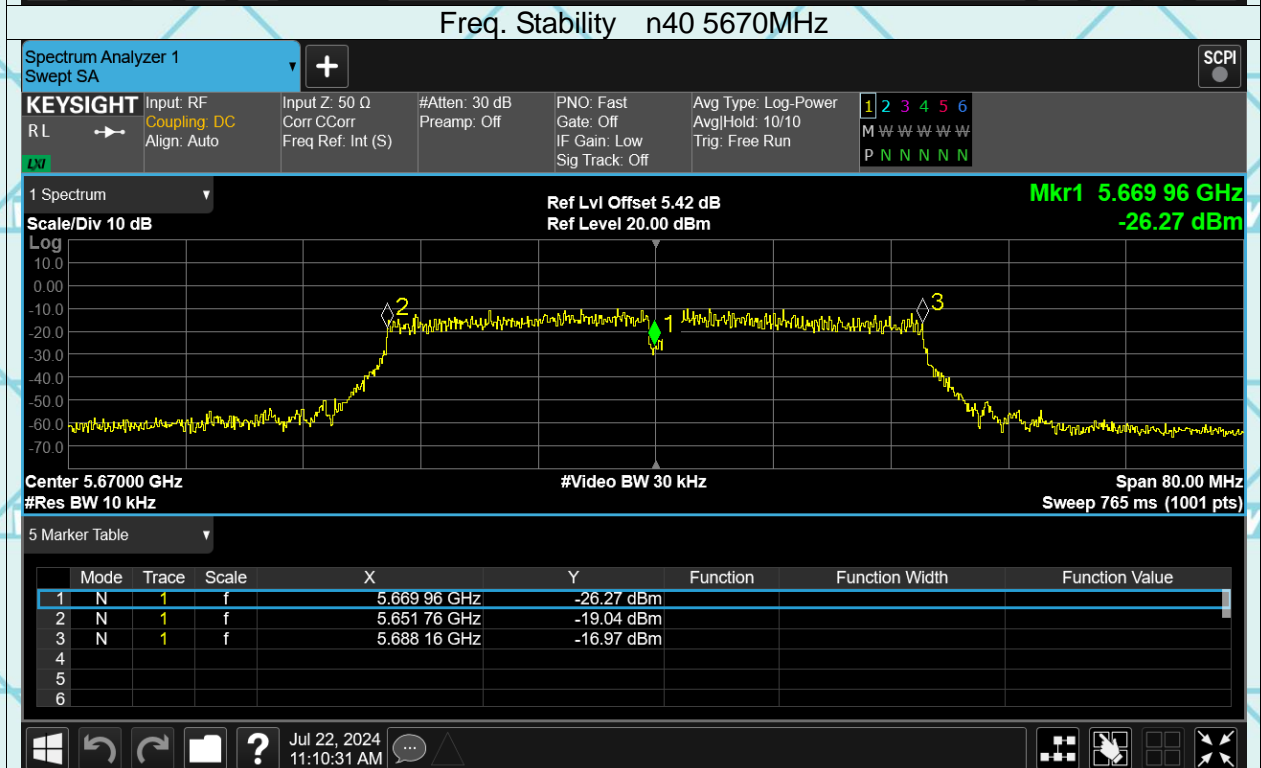 Freq. Stability n40 5670MHz
Spectrum Analyzer 1
Swept SA
SCPI
KEYSIGHT
R L
LXI
Input: RF
Coupling: DC
Align: Auto
Input Z: 50 Ω
Corr CCorr
Freq Ref: Int (S)
#Atten: 30 dB
Preamp: Off
PNO: Fast
Gate: Off
IF Gain: Low
Sig Track: Off
Avg Type: Log-Power
Avg|Hold: 10/10
Trig: Free Run
1 2 3 4 5 6
M W W W W W
P N N N N N
1 Spectrum
Scale/Div 10 dB
Ref Lvl Offset 5.42 dB
Ref Level 20.00 dBm
Mkr1 5.669 96 GHz
-26.27 dBm
Log
10.0
0.00
-10.0
-20.0
-30.0
-40.0
-50.0
-60.0
-70.0
2
1
3
Center 5.67000 GHz
#Video BW 30 kHz
Span 80.00 MHz
#Res BW 10 kHz
Sweep 765 ms (1001 pts)
5 Marker Table
Mode Trace Scale X Y Function Function Width Function Value
1 N 1 f 5.669 96 GHz -26.27 dBm
2 N 1 f 5.651 76 GHz -19.04 dBm
3 N 1 f 5.688 16 GHz -16.97 dBm
4
5
6
?
Jul 22, 2024
11:10:31 AM